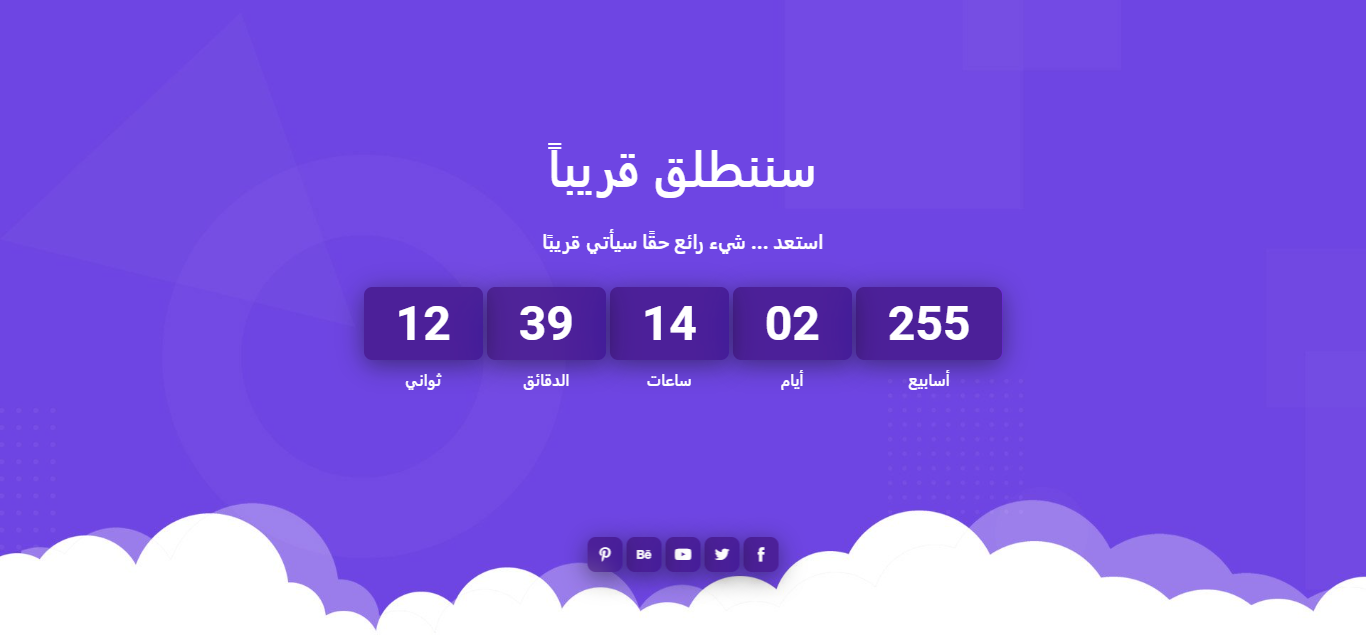 سننطلق قريباً
استعد ... شيء رائع حقًا سيأتي قريبًا
255 02 14 39 12
أسابيع أيام ساعات الدقائق ثواني
f Bē